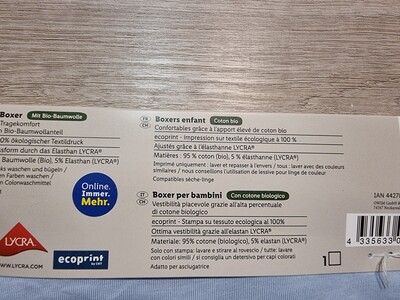 Boxer Mit Bio-Baumwolle
Tragekomfort
Bio-Baumwollanteil
0% ökologischer Textildruck
ssform durch das Elasthan LYCRA®
Baumwolle (Bio), 5% Elasthan (LYCRA®)
ks waschen und bügeln /
en Farben waschen /
n Colorwaschmittel
Online.
Immer.
Mehr.
LYCRA
WWW.LYCRA.COM
ecoprint
FR CH Boxers enfant Coton bio
Confortables grâce à l'apport élevé de coton bio
ecoprint - Impression sur textile écologique à 100 %
Ajustés grâce à l'élasthanne LYCRA®
Matières : 95 % coton (bio), 5 % élasthanne (LYCRA®)
Imprimé uniquement : laver et repasser à l'envers / tous : laver avec des couleurs
similaires / nous conseillons l'utilisation de lessive pour linge de couleur
Compatibles sèche-linge
IT CH Boxer per bambini Con cotone biologico
Vestibilità piacevole grazie all'alta percentuale
di cotone biologico
ecoprint - Stampa su tessuto ecologico al 100%
Ottima vestibilità grazie all'elastan LYCRA®
Materiale: 95% cotone (biologico), 5% elastan (LYCRA®)
Solo con stampa: lavare e stirare al rovescio / tutte: lavare
con colori simili / si consiglia un detersivo per capi colorati
Adatto per asciugatrice
1
IAN 4427
4 335633 0